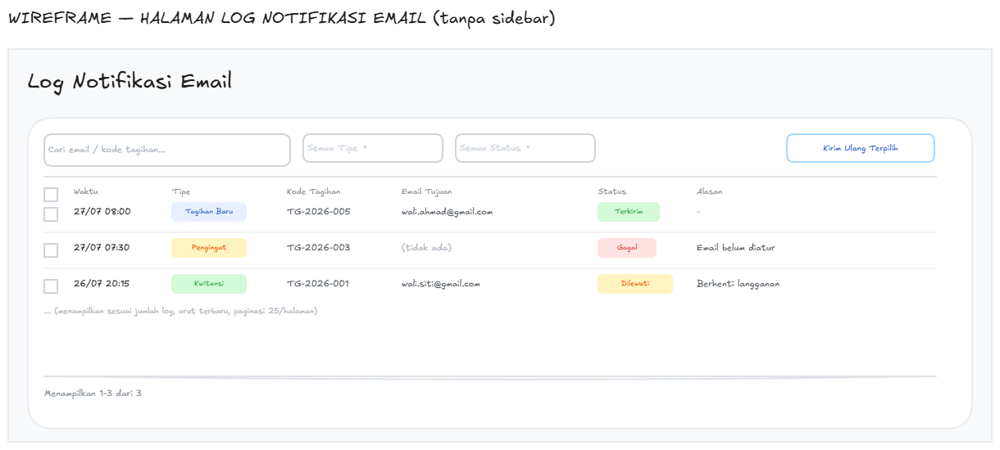 WIREFRAME — HALAMAN LOG NOTIFIKASI EMAIL (tanpa sidebar)
Log Notifikasi Email
Cari email / kode tagihan... Semua Tipe ▾ Semua Status ▾ Kirim Ulang Terpilih
Waktu Tipe Kode Tagihan Email Tujuan Status Alasan
27/07 08:00 Tagihan Baru TG-2026-005 wali.ahmad@gmail.com Terkirim -
27/07 07:30 Pengingat TG-2026-003 (tidak ada) Gagal Email belum diatur
26/07 20:15 Kwitansi TG-2026-001 wali.siti@gmail.com Dilewati Berhenti langganan
... (menampilkan sesuai jumlah log, urut terbaru, paginasi 25/halaman)
Menampilkan 1-3 dari 3